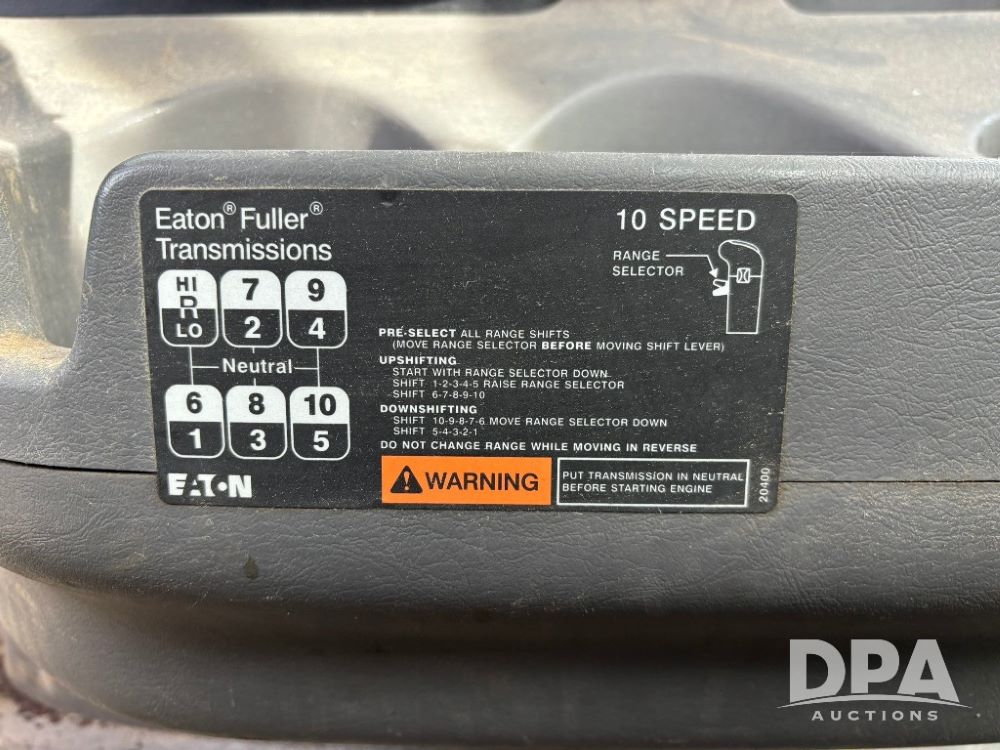 Eaton® Fuller®
Transmissions
10 SPEED
RANGE
SELECTOR
HI 7 9
R
LO 2 4
Neutral
6 8 10
1 3 5
EATON
PRE-SELECT ALL RANGE SHIFTS
(MOVE RANGE SELECTOR BEFORE MOVING SHIFT LEVER)
UPSHIFTING
START WITH RANGE SELECTOR DOWN
SHIFT 1-2-3-4-5 RAISE RANGE SELECTOR
SHIFT 6-7-8-9-10
DOWNSHIFTING
SHIFT 10-9-8-7-6 MOVE RANGE SELECTOR DOWN
SHIFT 5-4-3-2-1
DO NOT CHANGE RANGE WHILE MOVING IN REVERSE
WARNING
PUT TRANSMISSION IN NEUTRAL
BEFORE STARTING ENGINE
20400
DPA
AUCTIONS